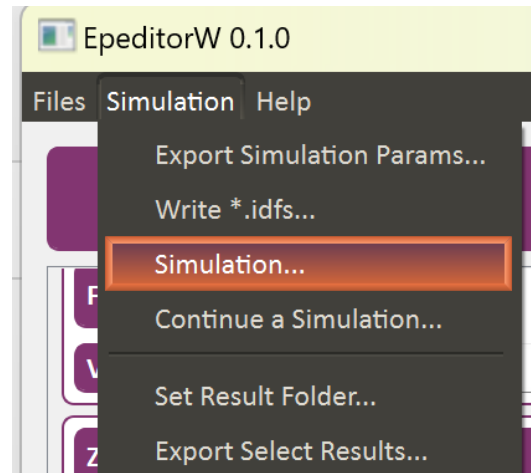 EpeditorW 0.1.0
Files Simulation Help
Export Simulation Params...
Write *.idfs...
Simulation...
Continue a Simulation...
Set Result Folder...
Export Select Results...